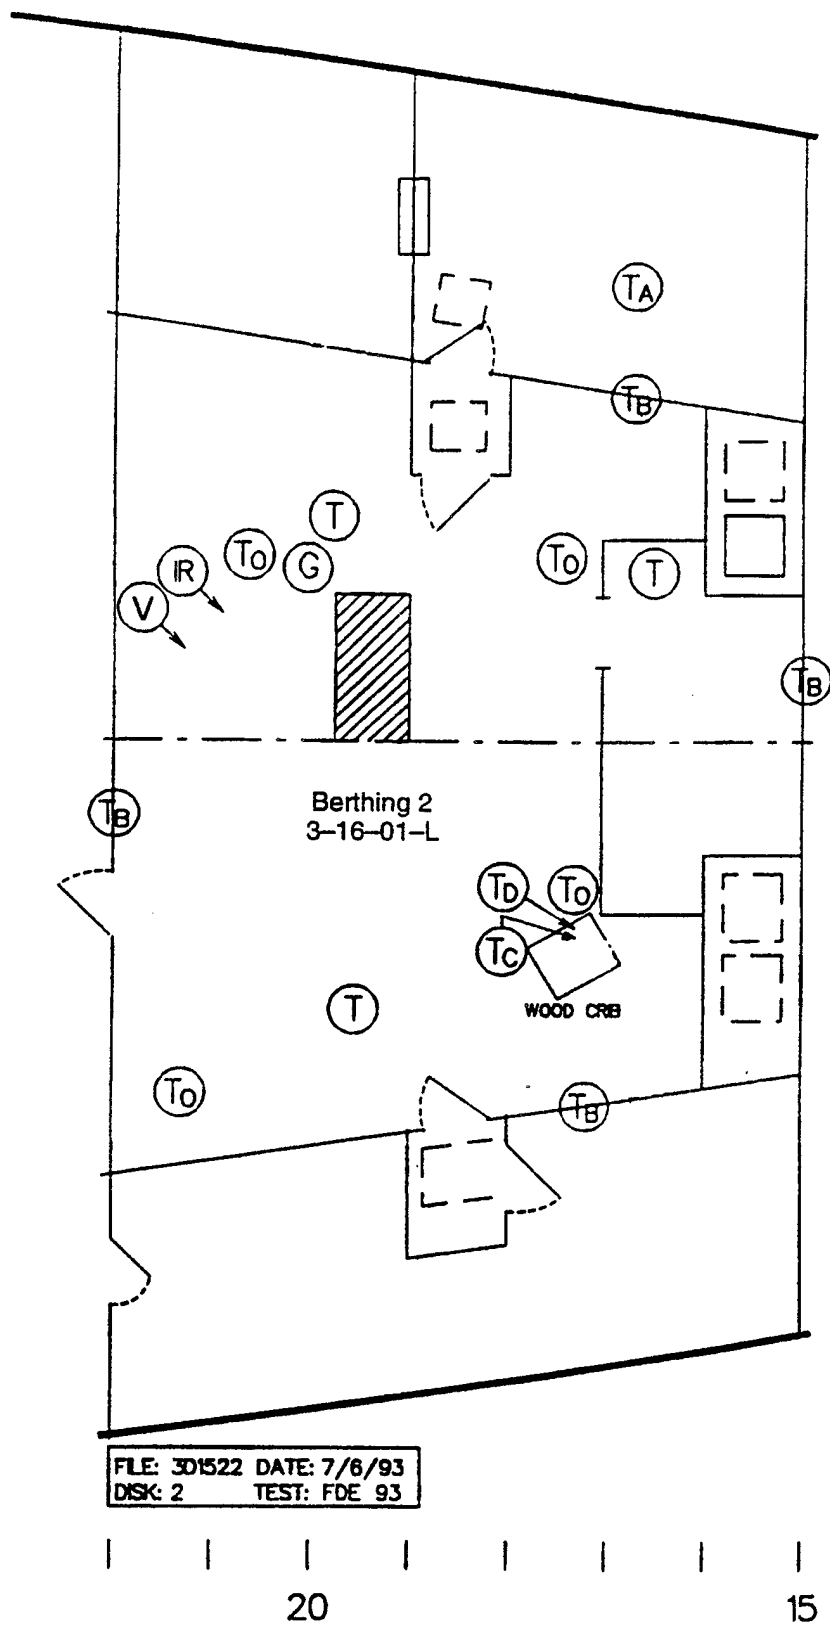 TA
TB
T
TO
G
IR
V
TO
T
TB
TB
Berthing 2
3-16-01-L
TD
TO
TC
WOOD CRIB
T
TO
TB
FILE: 3D1522 DATE: 7/6/93
DISK: 2 TEST: FDE 93
20
15